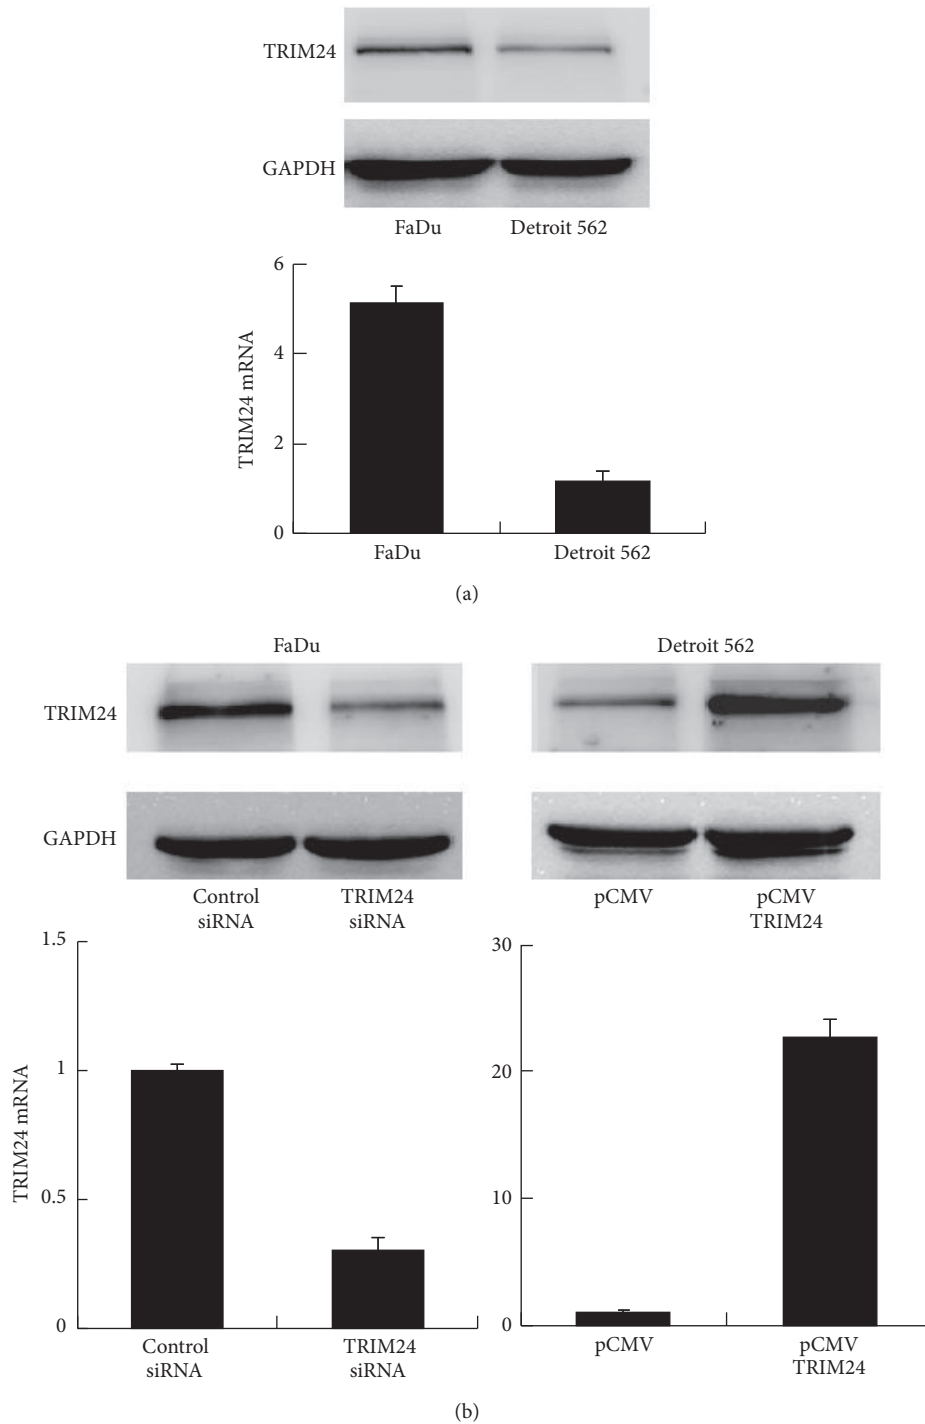 TRIM24
GAPDH
FaDu Detroit 562
6
4
2
0
TRIM24 mRNA
FaDu Detroit 562
(a)
FaDu Detroit 562
TRIM24
GAPDH
Control siRNA
TRIM24 siRNA
pCMV
pCMV TRIM24
1.5
1
0.5
0
TRIM24 mRNA
Control siRNA
TRIM24 siRNA
30
20
10
0
pCMV
pCMV TRIM24
(b)